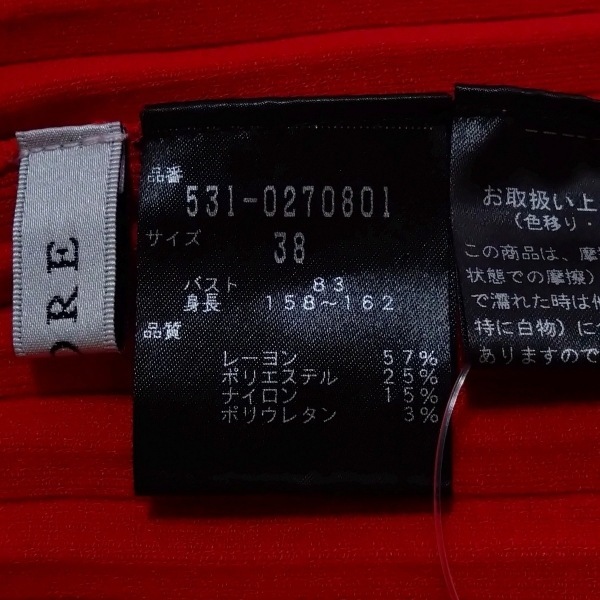 ORE
品番
531-0270801
サイズ 38
バスト 83
身長 158～162
品質
レーヨン 57%
ポリエステル 25%
ナイロン 15%
ポリウレタン 3%
お取扱い上
(色移り・
この商品は、摩
状態での摩擦)
で濡れた時は他
特に白物)に
ありますので